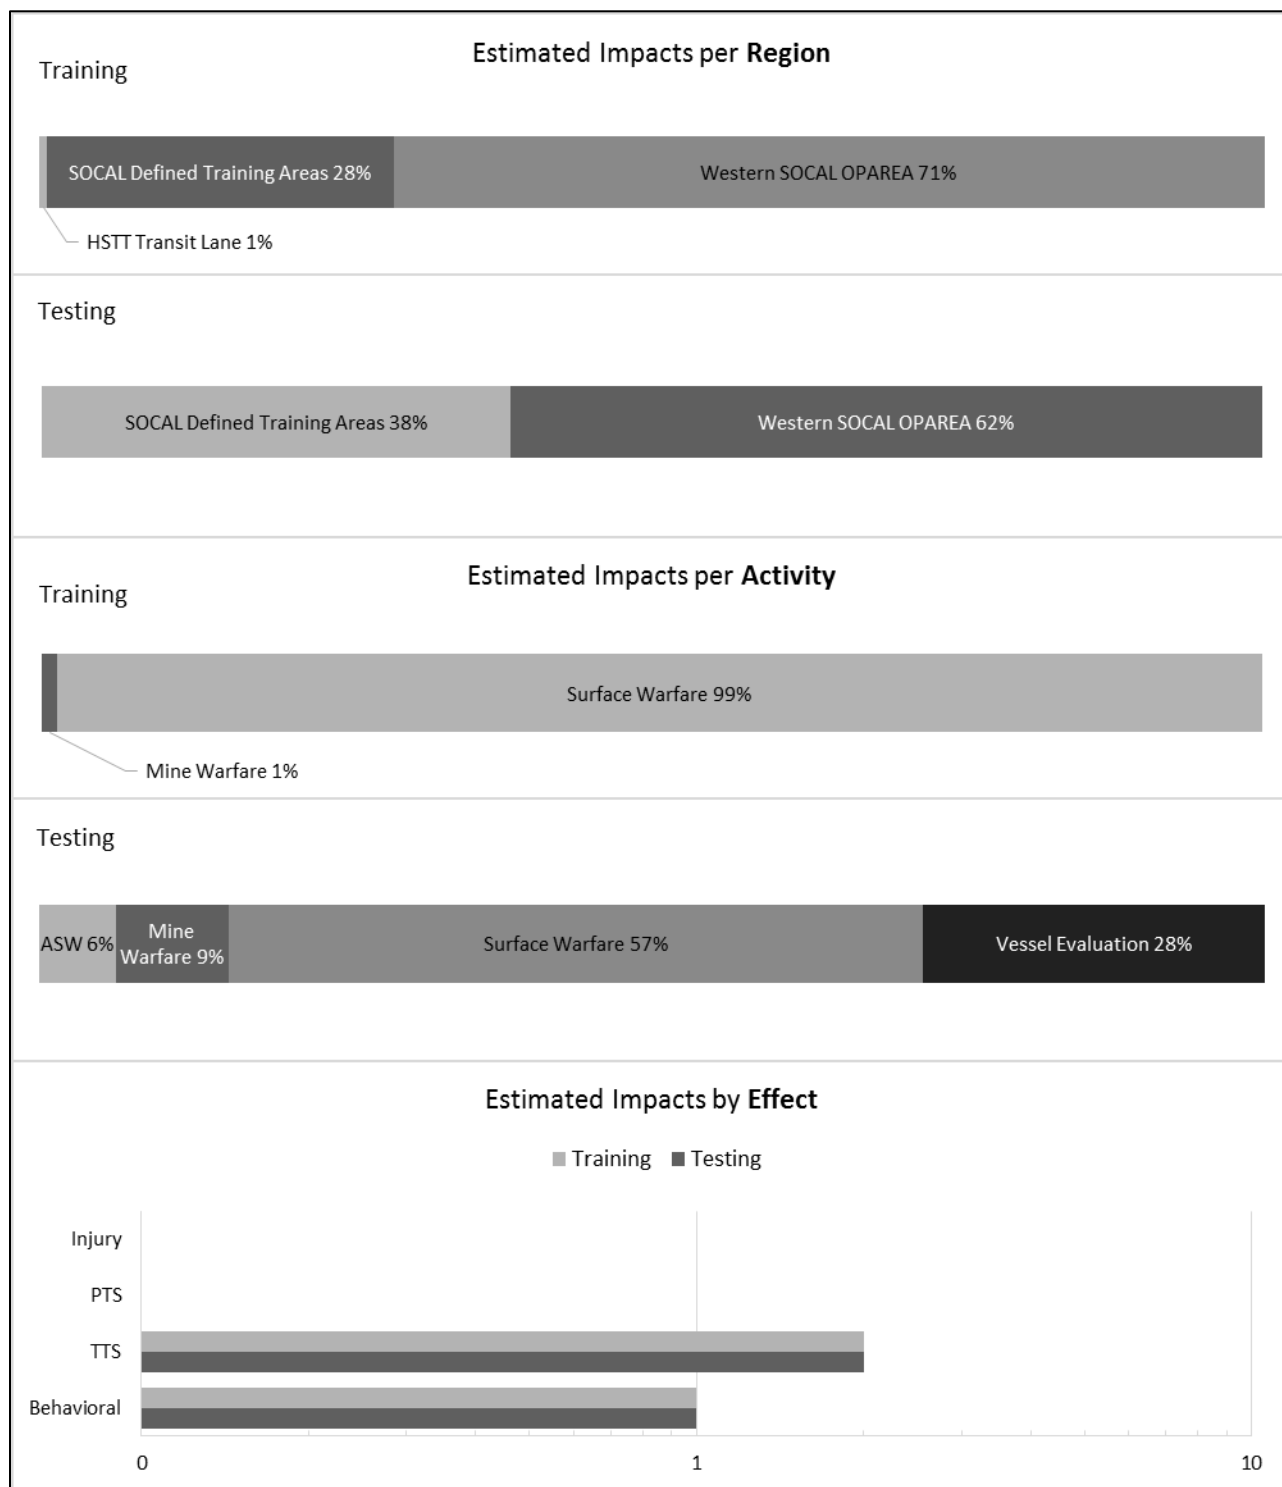 Estimated Impacts per Region
Training
SOCAL Defined Training Areas 28%
Western SOCAL OPAREA 71%
HSTT Transit Lane 1%
Testing
SOCAL Defined Training Areas 38%
Western SOCAL OPAREA 62%
Estimated Impacts per Activity
Training
Surface Warfare 99%
Mine Warfare 1%
Testing
ASW 6%
Mine
Warfare 9%
Surface Warfare 57%
Vessel Evaluation 28%
Estimated Impacts by Effect
Training
Testing
Injury
PTS
TTS
Behavioral
0
1
10